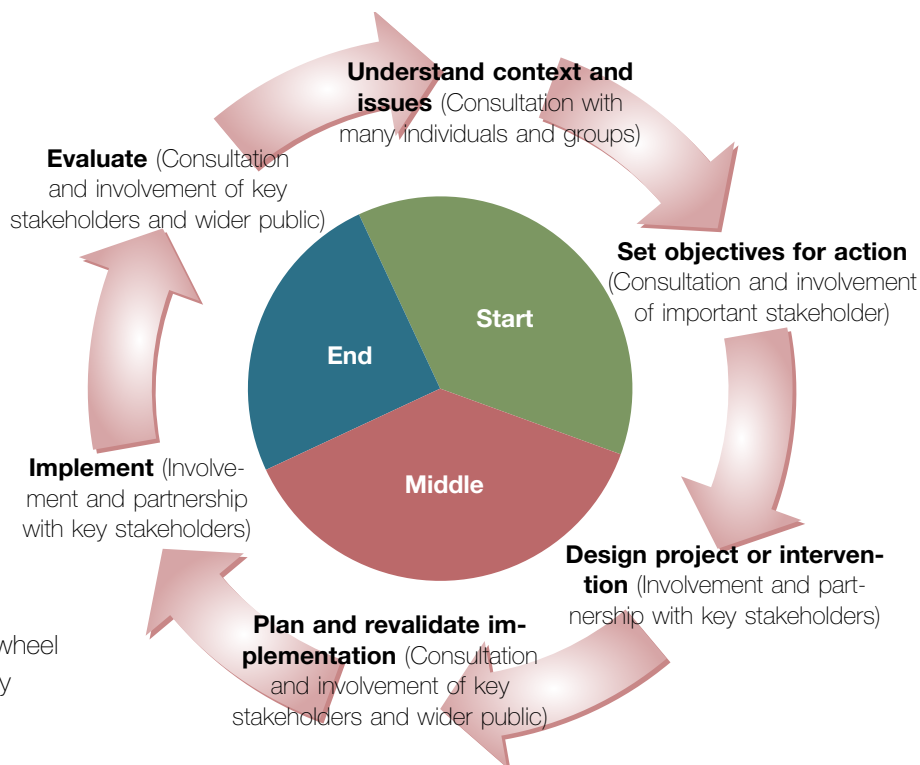 Understand context and
issues (Consultation with
many individuals and groups)
Set objectives for action
(Consultation and involvement
of important stakeholder)
Design project or interven-
tion (Involvement and part-
nership with key stakeholders)
Plan and revalidate im-
plementation (Consultation
and involvement of key
stakeholders and wider public)
Implement (Involve-
ment and partnership
with key stakeholders)
Evaluate (Consultation
and involvement of key
stakeholders and wider public)
Start
Middle
End
wheel
y